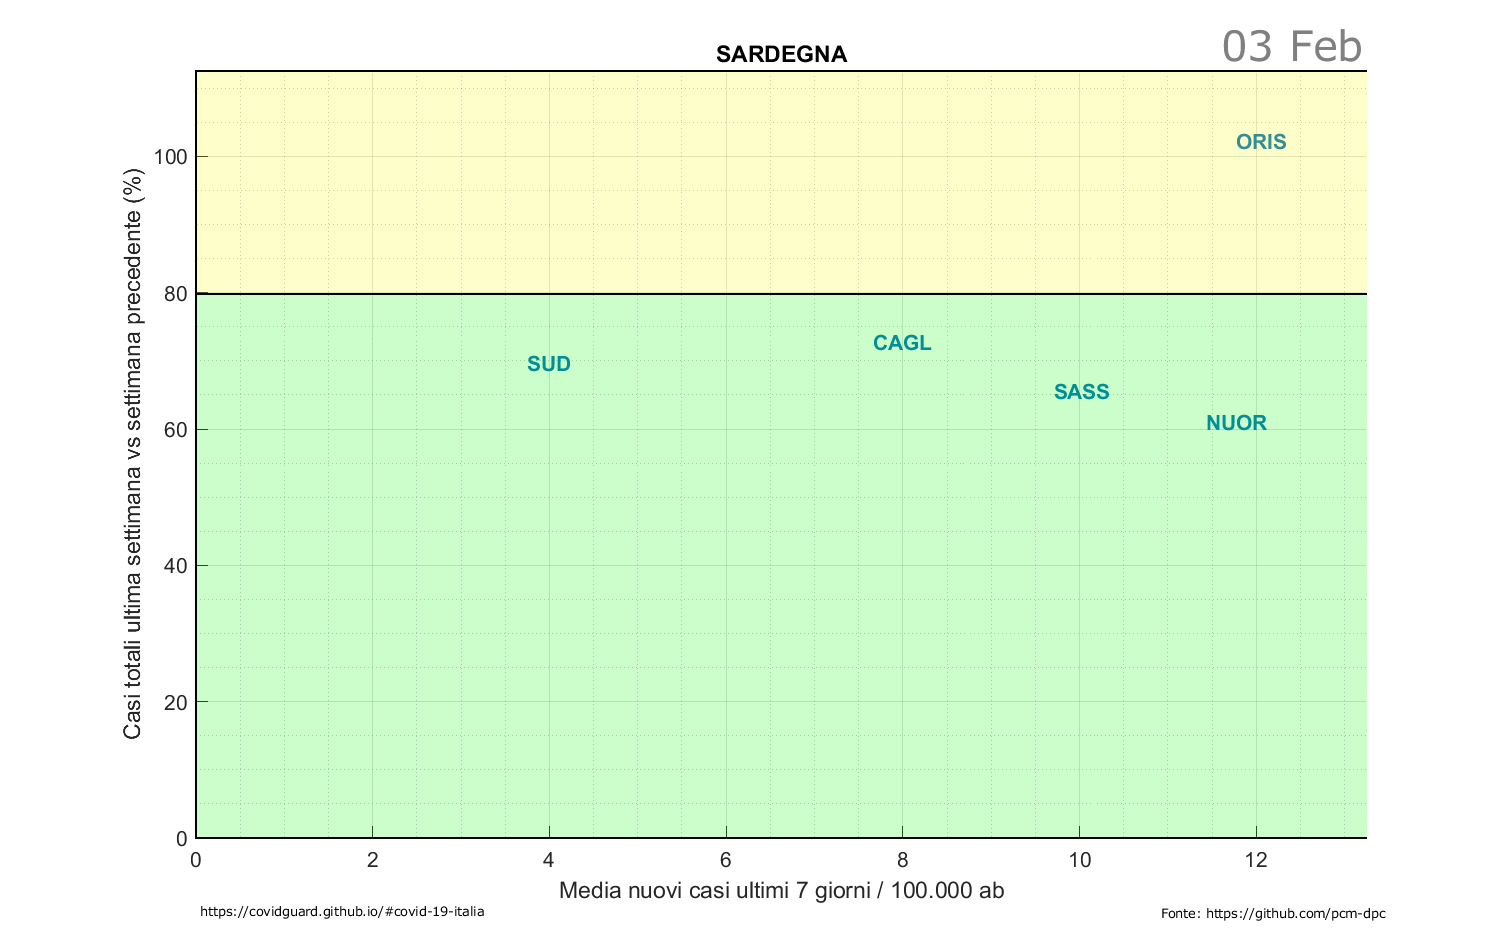 SARDEGNA
03 Feb
Casi totali ultima settimana vs settimana precedente (%)
100
80
60
40
20
0
ORIS
SUD
CAGL
SASS
NUOR
0 2 4 6 8 10 12
Media nuovi casi ultimi 7 giorni / 100.000 ab
https://covidguard.github.io/#covid-19-italia
Fonte: https://github.com/pcm-dpc